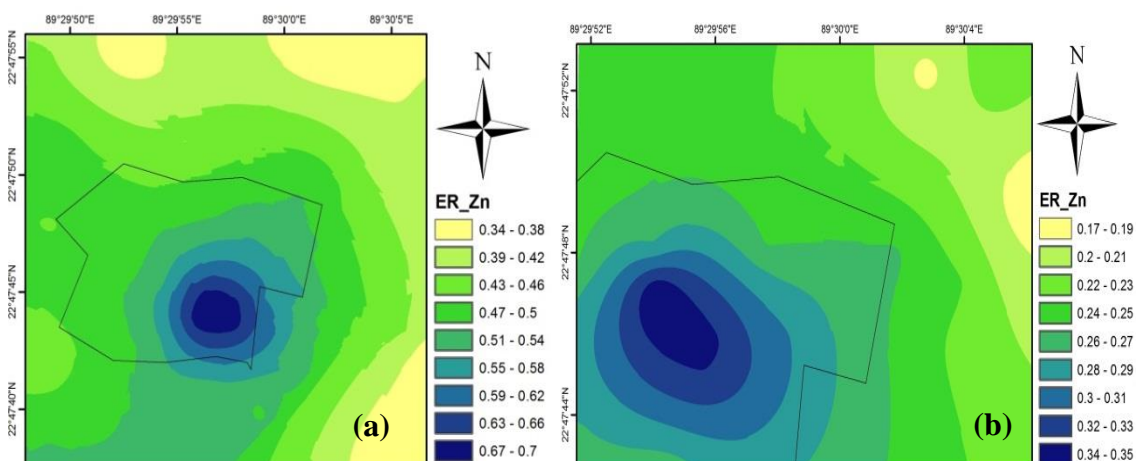 89°29'50"E 89°29'55"E 89°30'0"E 89°30'5"E
22°47'55"N
22°47'50"N
22°47'45"N
22°47'40"N
N
ER_Zn
0.34 - 0.38
0.39 - 0.42
0.43 - 0.46
0.47 - 0.5
0.51 - 0.54
0.55 - 0.58
0.59 - 0.62
0.63 - 0.66
0.67 - 0.7
(a)
89°29'52"E 89°29'56"E 89°30'0"E 89°30'4"E
22°47'52"N
22°47'48"N
22°47'44"N
N
ER_Zn
0.17 - 0.19
0.2 - 0.21
0.22 - 0.23
0.24 - 0.25
0.26 - 0.27
0.28 - 0.29
0.3 - 0.31
0.32 - 0.33
0.34 - 0.35
(b)